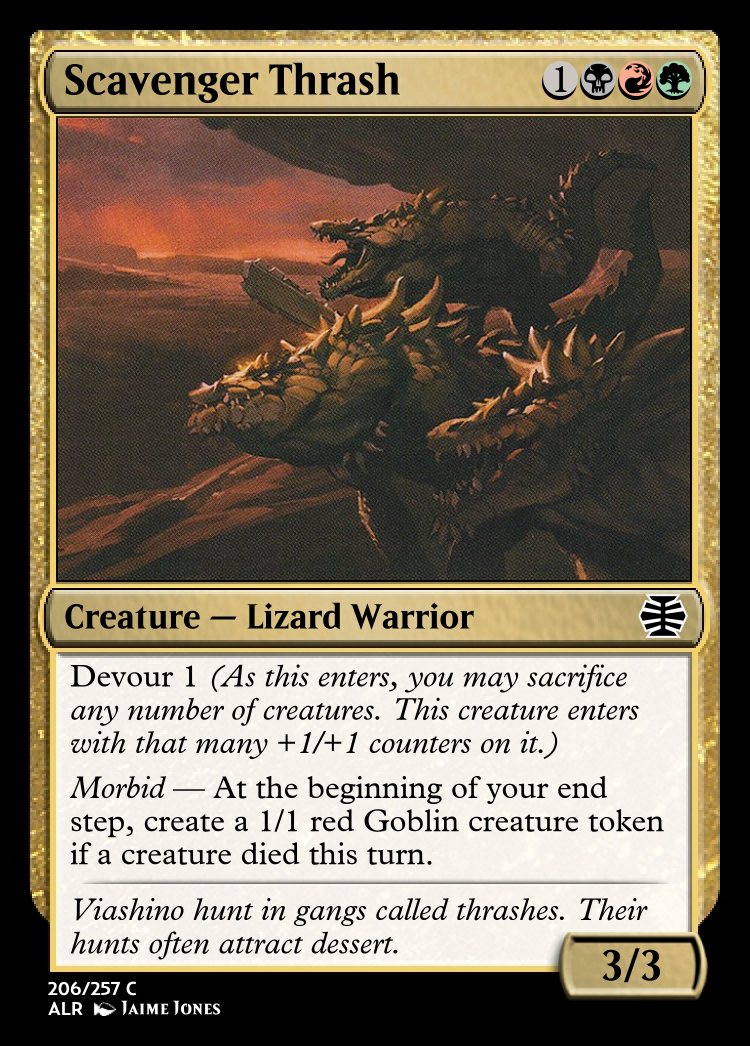 Scavenger Thrash 1
Creature — Lizard Warrior
Devour 1 (As this enters, you may sacrifice
any number of creatures. This creature enters
with that many +1/+1 counters on it.)
Morbid — At the beginning of your end
step, create a 1/1 red Goblin creature token
if a creature died this turn.
Viashino hunt in gangs called thrashes. Their
hunts often attract dessert.
3/3
206/257 C
ALR Jaime Jones